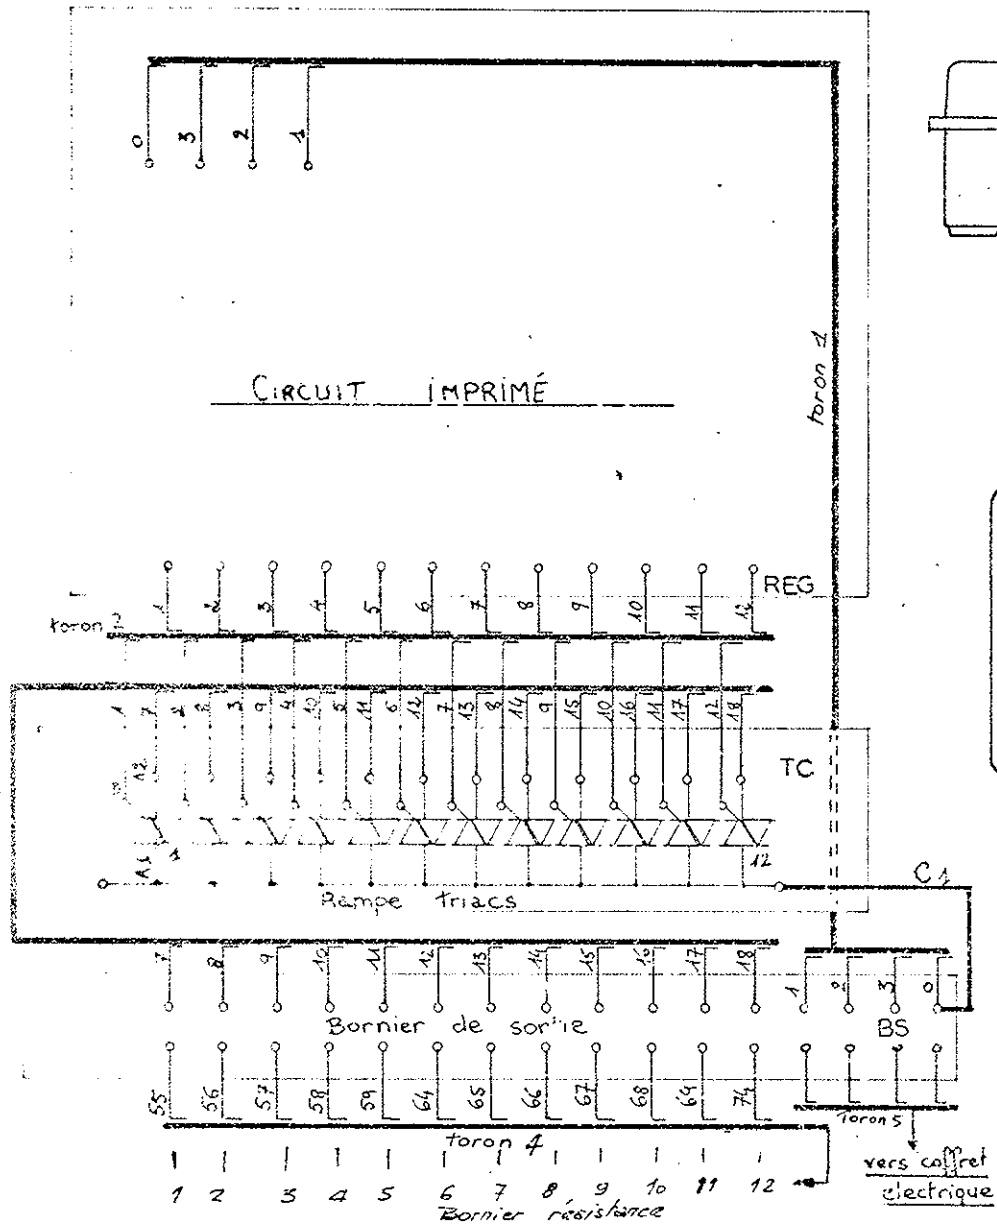 0 3 2 1
toron 1
CIRCUIT iMPRIMÉ
REG
1 2 3 4 5 6 7 8 9 10 11 12
toron 2
1 7 2 8 3 9 4 10 5 11 6 12 7 13 8 14 9 15 10 16 11 17 12 18
TC
A2
1
12
A1
C1
Rampe triacs
7 8 9 10 11 12 13 14 15 16 17 18
1 2 3 0
Bornier de sortie
BS
55 56 57 58 59 64 65 66 67 68 69 74
toron 5
toron 4
vers coffret
électrique
1 2 3 4 5 6 7 8 9 10 11 12
Bornier résistance